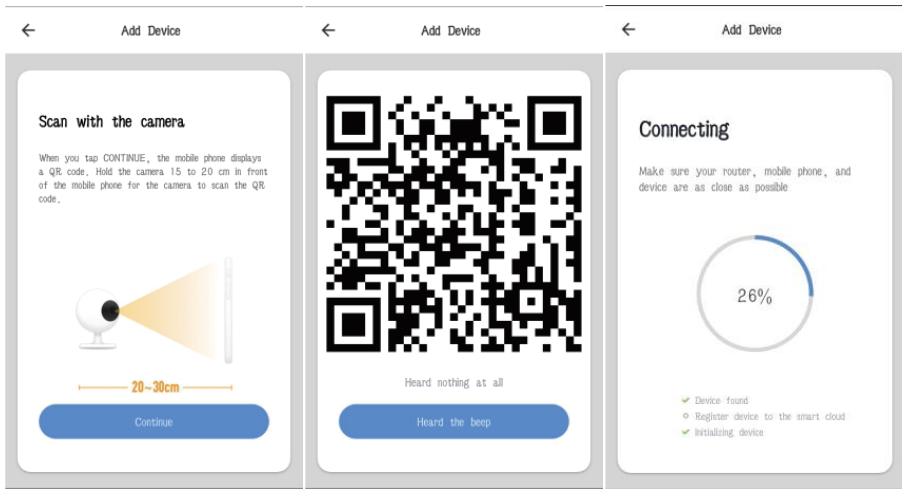 Add Device
Scan with the camera
When you tap CONTINUE, the mobile phone displays
a QR code. Hold the camera 15 to 20 cm in front
of the mobile phone for the camera to scan the QR
code.
20~30cm
Continue
Add Device
Heard nothing at all
Heard the beep
Add Device
Connecting
Make sure your router, mobile phone, and
device are as close as possible
26%
Device found
Register device to the smart cloud
Initializing device